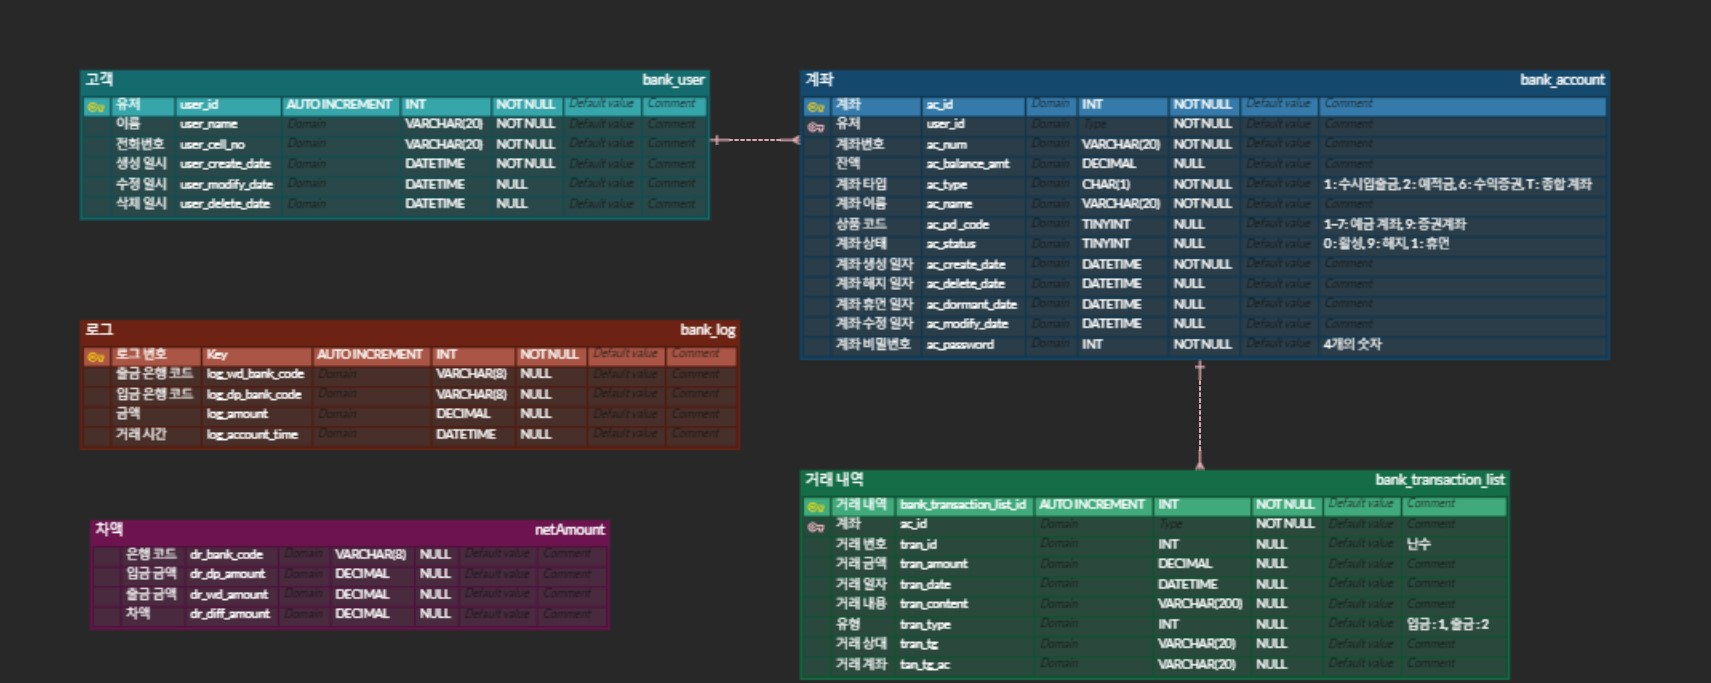 고객 bank_user
유저 user_id AUTO INCREMENT INT NOT NULL Default value Comment
이름 user_name Domain VARCHAR(20) NOT NULL Default value Comment
전화번호 user_cell_no Domain VARCHAR(20) NOT NULL Default value Comment
생성 일시 user_create_date Domain DATETIME NOT NULL Default value Comment
수정 일시 user_modify_date Domain DATETIME NULL Default value Comment
삭제 일시 user_delete_date Domain DATETIME NULL Default value Comment
계좌 bank_account
계좌 ac_id Domain INT NOT NULL Default value Comment
유저 user_id Domain Type NOT NULL Default value Comment
계좌번호 ac_num Domain VARCHAR(20) NOT NULL Default value Comment
잔액 ac_balance_amt Domain DECIMAL NULL Default value Comment
계좌 타입 ac_type Domain CHAR(1) NOT NULL Default value 1 : 수시입출금, 2 : 예적금, 6 : 수익증권, T : 종합 계좌
계좌 이름 ac_name Domain VARCHAR(20) NOT NULL Default value Comment
상품 코드 ac_pd_code Domain TINYINT NULL Default value 1~7: 예금 계좌, 9: 증권계좌
계좌 상태 ac_status Domain TINYINT NULL Default value 0 : 활성, 9 : 해지, 1 : 휴먼
계좌 생성 일자 ac_create_date Domain DATETIME NOT NULL Default value Comment
계좌 해지 일자 ac_delete_date Domain DATETIME NULL Default value Comment
계좌 휴먼 일자 ac_dormant_date Domain DATETIME NULL Default value Comment
계좌 수정 일자 ac_modify_date Domain DATETIME NULL Default value Comment
계좌 비밀번호 ac_password Domain INT NOT NULL Default value 4개의 숫자
로그 bank_log
로그 번호 Key AUTO INCREMENT INT NOT NULL Default value Comment
출금 은행 코드 log_wd_bank_code Domain VARCHAR(8) NULL Default value Comment
입금 은행 코드 log_dp_bank_code Domain VARCHAR(8) NULL Default value Comment
금액 log_amount Domain DECIMAL NULL Default value Comment
거래 시간 log_account_time Domain DATETIME NULL Default value Comment
차액 netAmount
은행 코드 dr_bank_code Domain VARCHAR(8) NULL Default value Comment
입금 금액 dr_dp_amount Domain DECIMAL NULL Default value Comment
출금 금액 dr_wd_amount Domain DECIMAL NULL Default value Comment
차액 dr_diff_amount Domain DECIMAL NULL Default value Comment
거래 내역 bank_transaction_list
거래 내역 bank_transaction_list_id AUTO INCREMENT INT NOT NULL Default value Comment
계좌 ac_id Domain Type NOT NULL Default value Comment
거래 번호 tran_id Domain INT NULL Default value 난수
거래 금액 tran_amount Domain DECIMAL NULL Default value Comment
거래 일자 tran_date Domain DATETIME NULL Default value Comment
거래 내용 tran_content Domain VARCHAR(200) NULL Default value Comment
유형 tran_type Domain INT NULL Default value 입금 : 1, 출금 : 2
거래 상대 tran_tg Domain VARCHAR(20) NULL Default value Comment
거래 계좌 tan_tg_ac Domain VARCHAR(20) NULL Default value Comment